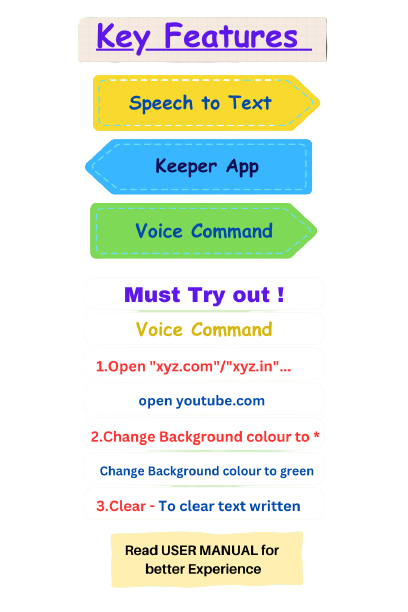 Key Features
Speech to Text
Keeper App
Voice Command
Must Try out !
Voice Command
1.Open "xyz.com"/"xyz.in"...
open youtube.com
2.Change Background colour to *
Change Background colour to green
3.Clear - To clear text written
Read USER MANUAL for
better Experience